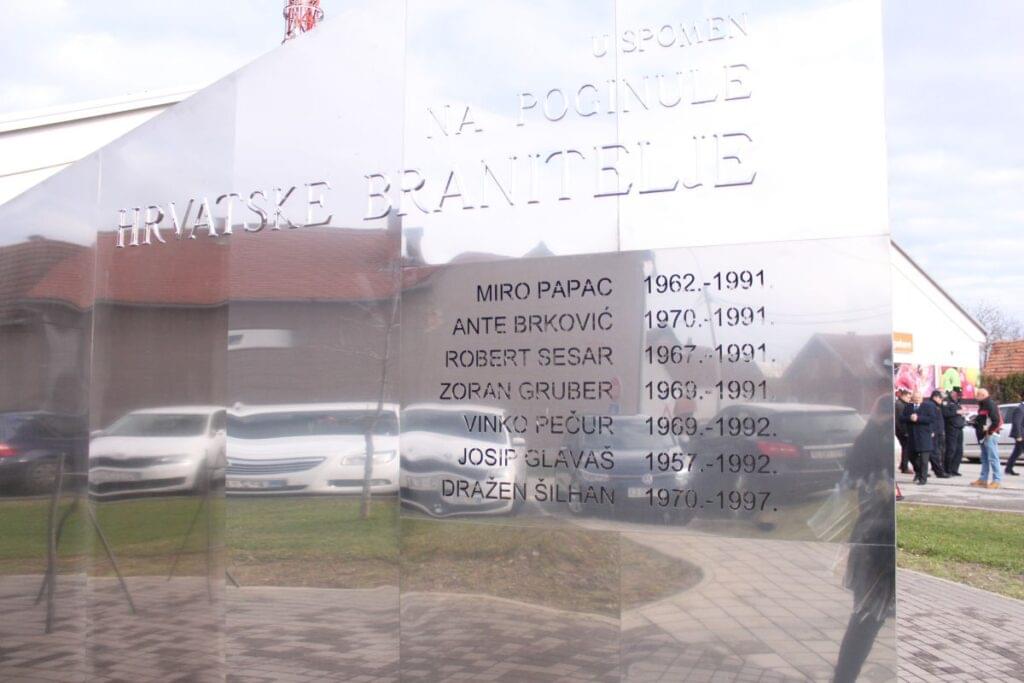 U SPOMEN
NA POGINULE
HRVATSKE BRANITELJE
MIRO PAPAC 1962.-1991.
ANTE BRKOVIĆ 1970.-1991.
ROBERT SESAR 1967.-1991.
ZORAN GRUBER 1969.-1991.
VINKO PEČUR 1969.-1992.
JOSIP GLAVAŠ 1957.-1992.
DRAŽEN ŠILHAN 1970.-1997.